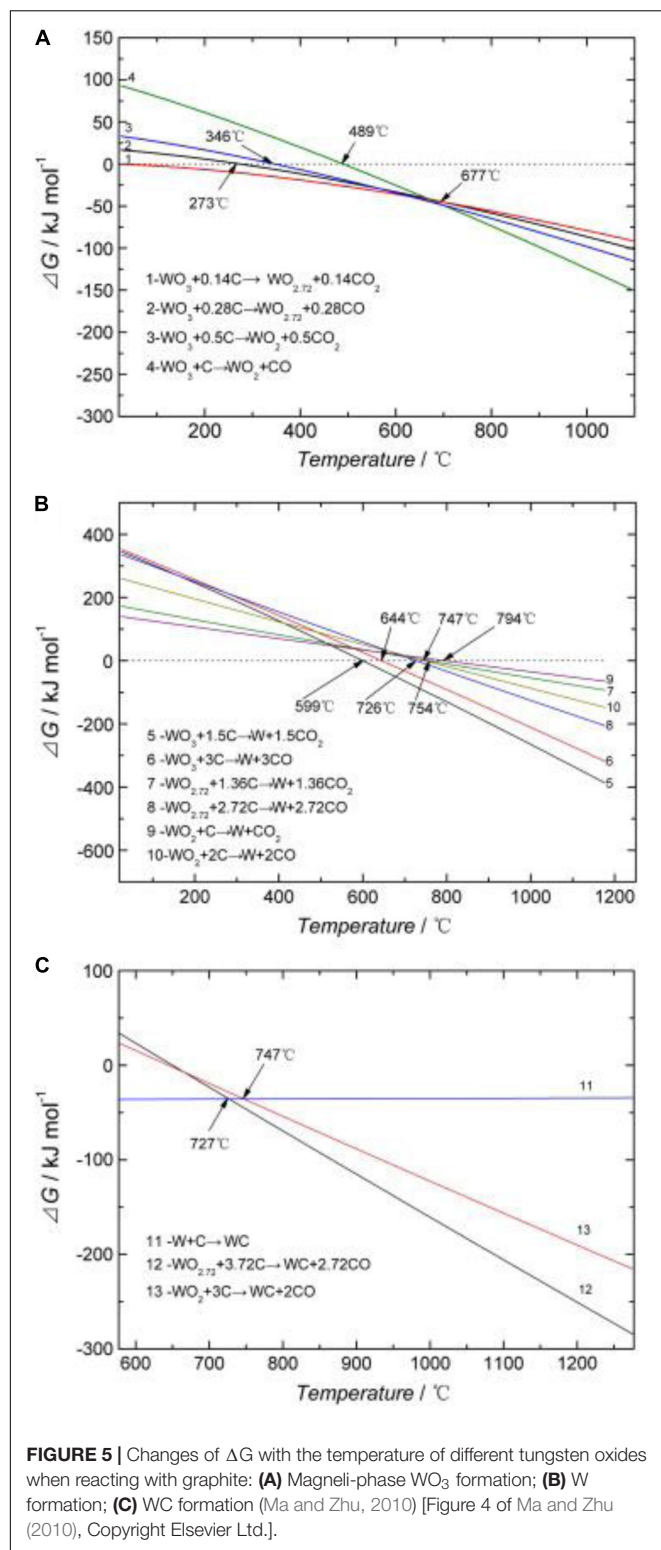 A
150
100
50
0
-50
-100
-150
-200
-250
-300
ΔG / kJ mol⁻¹
4
3
2
1
346℃
489℃
273℃
677℃
1-WO₃+0.14C→ WO₂.₇₂+0.14CO₂
2-WO₃+0.28C→WO₂.₇₂+0.28CO
3-WO₃+0.5C→WO₂+0.5CO₂
4-WO₃+C→WO₂+CO
200 400 600 800 1000
Temperature / ℃
B
400
200
0
-200
-400
-600
ΔG / kJ mol⁻¹
644℃ 747℃ 794℃
599℃ 726℃ 754℃
9
7
10
8
6
5
5 -WO₃+1.5C→W+1.5CO₂
6 -WO₃+3C→W+3CO
7 -WO₂.₇₂+1.36C→W+1.36CO₂
8 -WO₂.₇₂+2.72C→W+2.72CO
9 -WO₂+C→W+CO₂
10-WO₂+2C→W+2CO
200 400 600 800 1000 1200
Temperature / ℃
C
100
0
-100
-200
-300
ΔG / kJ mol⁻¹
747℃
727℃
11
13
12
11 -W+C→WC
12 -WO₂.₇₂+3.72C→WC+2.72CO
13 -WO₂+3C→WC+2CO
600 700 800 900 1000 1100 1200
Temperature / ℃
FIGURE 5 | Changes of ΔG with the temperature of different tungsten oxides
when reacting with graphite: (A) Magneli-phase WO₃ formation; (B) W
formation; (C) WC formation (Ma and Zhu, 2010) [Figure 4 of Ma and Zhu
(2010), Copyright Elsevier Ltd.].